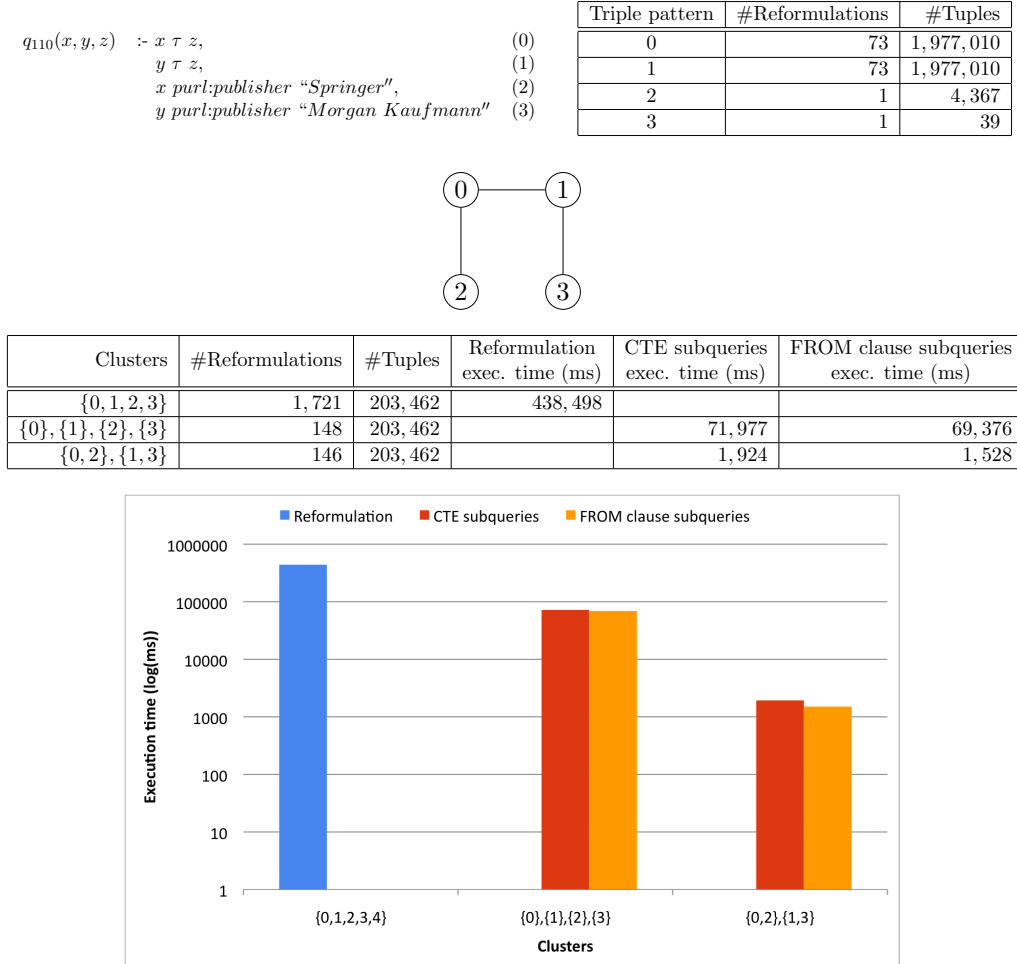 q110(x, y, z) :- x τ z, (0)
y τ z, (1)
x purl:publisher “Springer″, (2)
y purl:publisher “Morgan Kaufmann″ (3)
Triple pattern #Reformulations #Tuples
0 73 1,977,010
1 73 1,977,010
2 1 4,367
3 1 39
0 1
2 3
Clusters #Reformulations #Tuples Reformulation exec. time (ms) CTE subqueries exec. time (ms) FROM clause subqueries exec. time (ms)
{0, 1, 2, 3} 1,721 203,462 438,498
{0}, {1}, {2}, {3} 148 203,462 71,977 69,376
{0, 2}, {1, 3} 146 203,462 1,924 1,528
Reformulation CTE subqueries FROM clause subqueries
1000000
100000
10000
1000
100
10
1
Execution time (log(ms))
{0,1,2,3,4} {0},{1},{2},{3} {0,2},{1,3}
Clusters